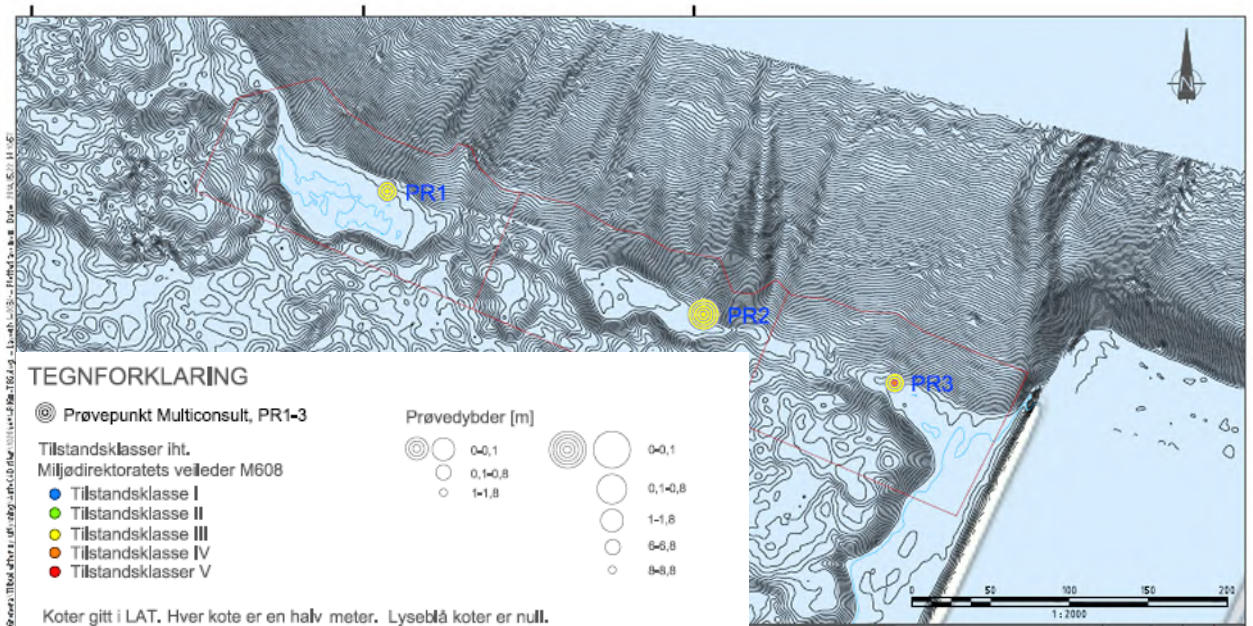 N
PR1
PR2
PR3
TEGNFORKLARING
Prøvepunkt Multiconsult, PR1-3
Tilstandsklasser iht.
Miljødirektoratets veileder M608
Tilstandsklasse I
Tilstandsklasse II
Tilstandsklasse III
Tilstandsklasse IV
Tilstandsklasser V
Prøvedybder [m]
0-0,1
0,1-0,8
1-1,8
0-0,1
0,1-0,8
1-1,8
6-6,8
8-8,8
Koter gitt i LAT. Hver kote er en halv meter. Lyseblå koter er null.
0 50 100 150 200
1:2000